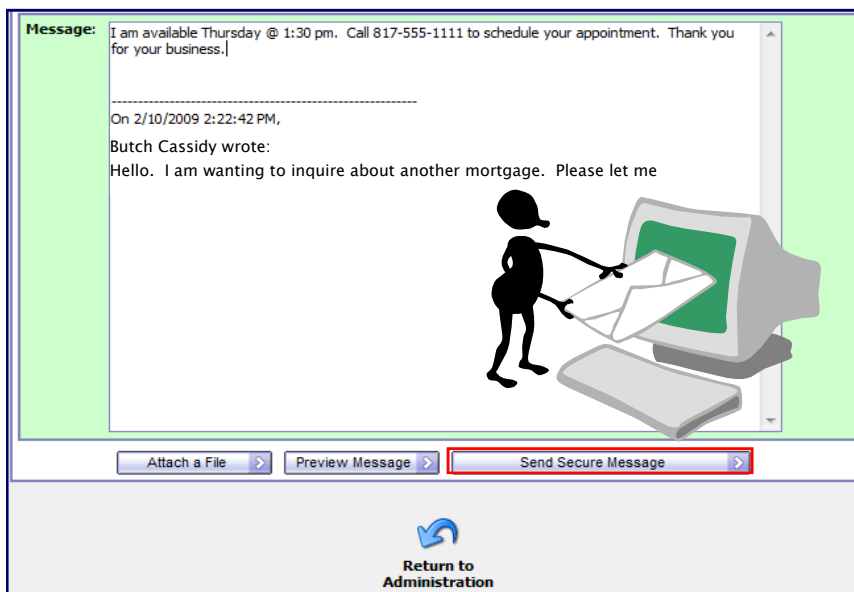 Message:
I am available Thursday @ 1:30 pm.  Call 817-555-1111 to schedule your appointment.  Thank you
for your business.
------------------------------------------------------------
On 2/10/2009 2:22:42 PM,
Butch Cassidy wrote:
Hello.  I am wanting to inquire about another mortgage.  Please let me
Attach a File
Preview Message
Send Secure Message
Return to
Administration